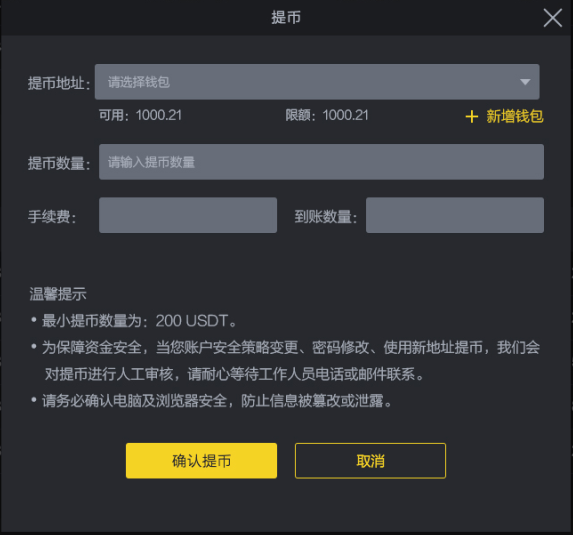 提币
提币地址: 请选择钱包
可用: 1000.21 限额: 1000.21 + 新增钱包
提币数量: 请输入提币数量
手续费: 到账数量:
温馨提示
• 最小提币数量为: 200 USDT。
• 为保障资金安全，当您账户安全策略变更、密码修改、使用新地址提币，我们会
对提币进行人工审核，请耐心等待工作人员电话或邮件联系。
• 请务必确认电脑及浏览器安全，防止信息被篡改或泄露。
确认提币 取消